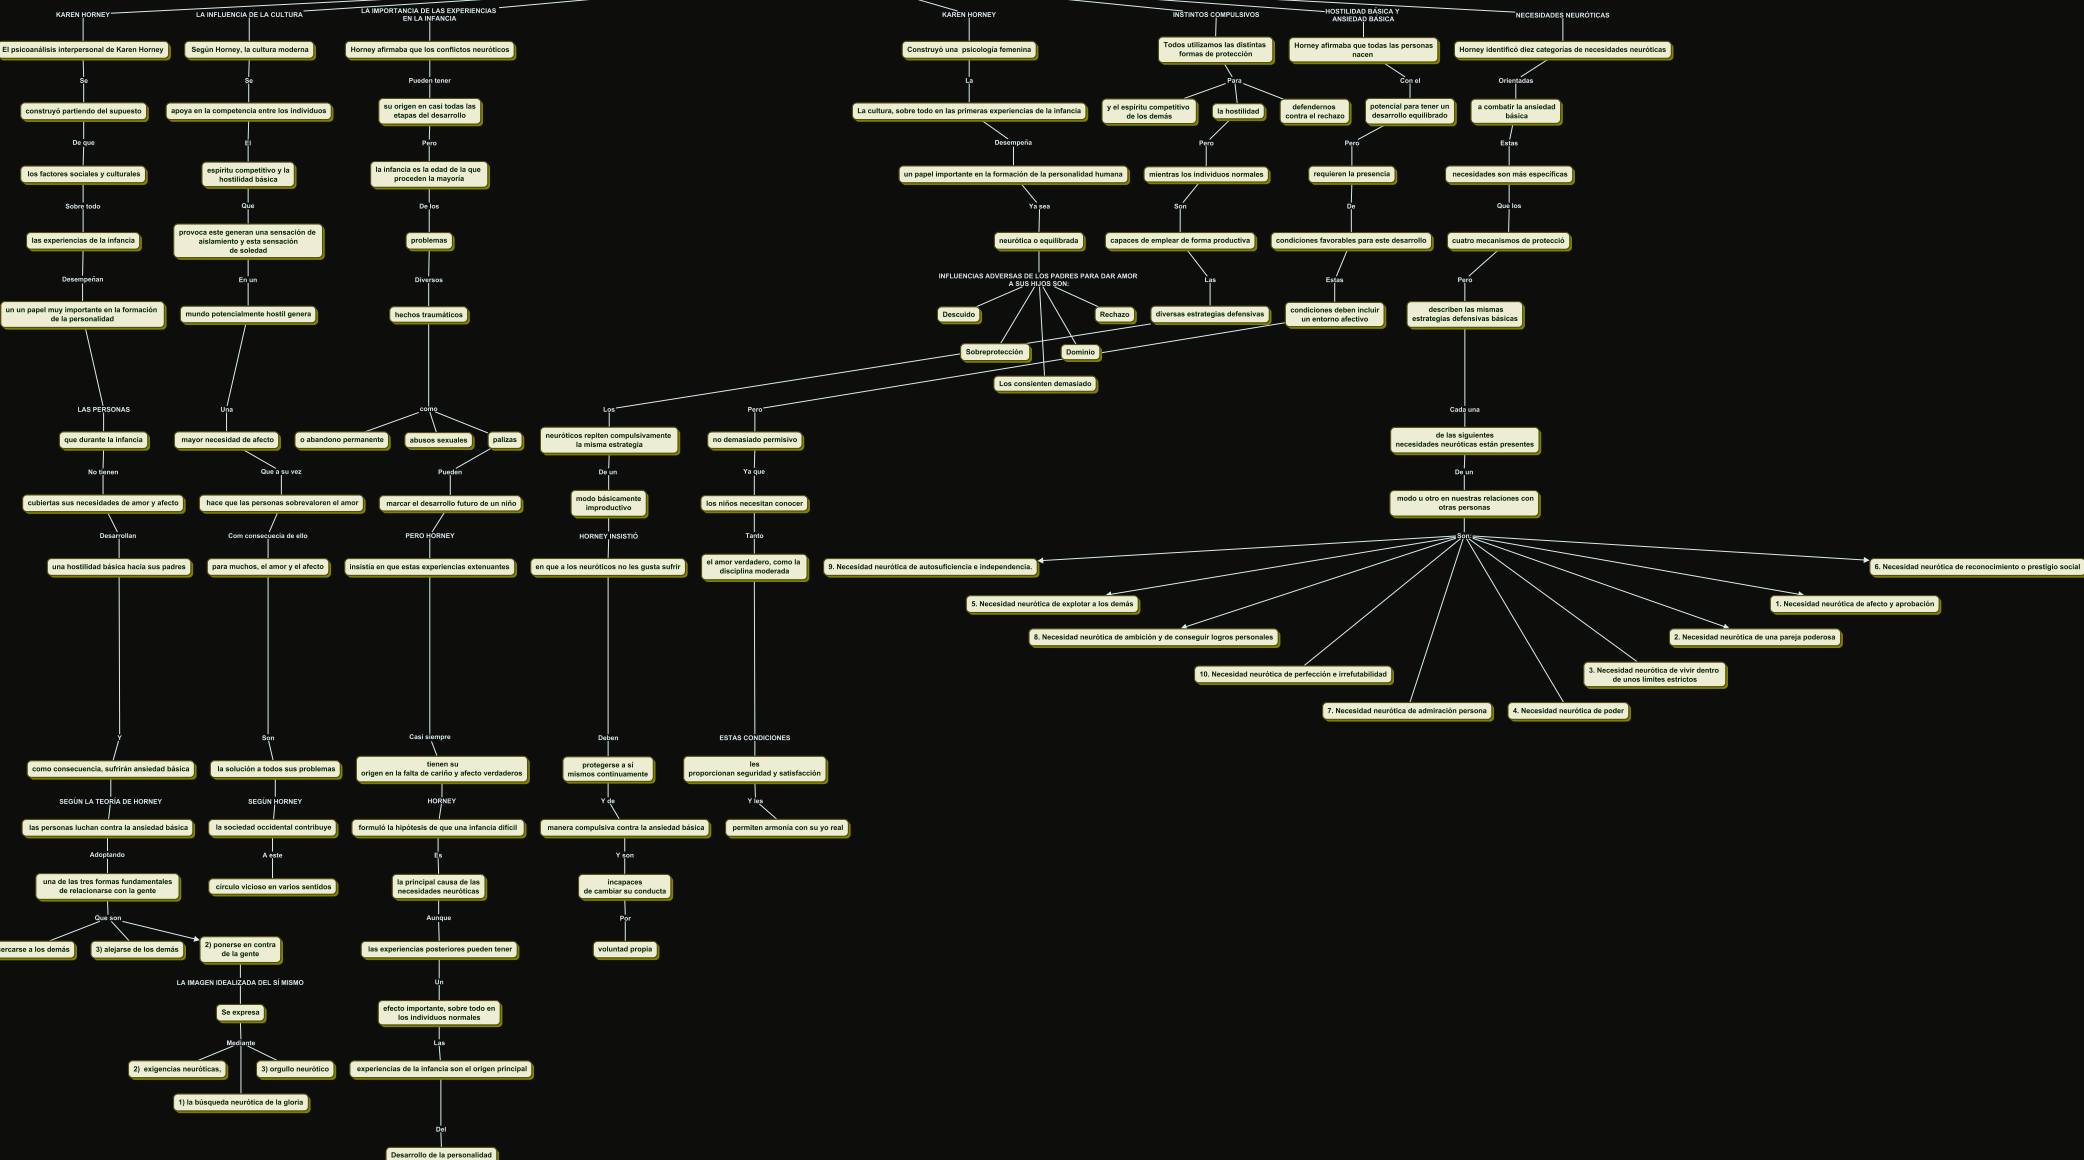 KAREN HORNEY
El psicoanálisis interpersonal de Karen Horney
Se
construyó partiendo del supuesto
De que
los factores sociales y culturales
Sobre todo
las experiencias de la infancia
Desempeñan
un un papel muy importante en la formación
de la personalidad
LAS PERSONAS
que durante la infancia
No tienen
cubiertas sus necesidades de amor y afecto
Desarrollan
una hostilidad básica hacia sus padres
Y
como consecuencia, sufrirán ansiedad básica
SEGÚN LA TEORÍA DE HORNEY
las personas luchan contra la ansiedad básica
Adoptando
una de las tres formas fundamentales
de relacionarse con la gente
Que son
ercarse a los demás
3) alejarse de los demás
2) ponerse en contra
de la gente
LA IMAGEN IDEALIZADA DEL SÍ MISMO
Se expresa
Mediante
2) exigencias neuróticas,
3) orgullo neurótico
1) la búsqueda neurótica de la gloria
LA INFLUENCIA DE LA CULTURA
Según Horney, la cultura moderna
Se
apoya en la competencia entre los individuos
El
espíritu competitivo y la
hostilidad básica
Que
provoca este generan una sensación de
aislamiento y esta sensación
de soledad
En un
mundo potencialmente hostil genera
Una
mayor necesidad de afecto
Que a su vez
hace que las personas sobrevaloren el amor
Com consecuecia de ello
para muchos, el amor y el afecto
Son
la solución a todos sus problemas
SEGÚN HORNEY
la sociedad occidental contribuye
A este
círculo vicioso en varios sentidos
LA IMPORTANCIA DE LAS EXPERIENCIAS
EN LA INFANCIA
Horney afirmaba que los conflictos neuróticos
Pueden tener
su origen en casi todas las
etapas del desarrollo
Pero
la infancia es la edad de la que
proceden la mayoría
De los
problemas
Diversos
hechos traumáticos
como
o abandono permanente
abusos sexuales
palizas
Pueden
marcar el desarrollo futuro de un niño
PERO HORNEY
insistía en que estas experiencias extenuantes
Casi siempre
tienen su
origen en la falta de cariño y afecto verdaderos
HORNEY
formuló la hipótesis de que una infancia difícil
Es
la principal causa de las
necesidades neuróticas
Aunque
las experiencias posteriores pueden tener
Un
efecto importante, sobre todo en
los individuos normales
Las
experiencias de la infancia son el origen principal
Del
Desarrollo de la personalidad
KAREN HORNEY
Construyó una psicología femenina
La
La cultura, sobre todo en las primeras experiencias de la infancia
Desempeña
un papel importante en la formación de la personalidad humana
Ya sea
neurótica o equilibrada
INFLUENCIAS ADVERSAS DE LOS PADRES PARA DAR AMOR
A SUS HIJOS SON:
Descuido
Rechazo
Sobreprotección
Dominio
Los consienten demasiado
INSTINTOS COMPULSIVOS
Todos utilizamos las distintas
formas de protección
Para
y el espíritu competitivo
de los demás
la hostilidad
defendernos
contra el rechazo
Pero
mientras los individuos normales
Son
capaces de emplear de forma productiva
Las
diversas estrategias defensivas
Los
neuróticos repiten compulsivamente
la misma estrategia
De un
modo básicamente
improductivo
HORNEY INSISTIÓ
en que a los neuróticos no les gusta sufrir
Deben
protegerse a sí
mismos continuamente
Y de
manera compulsiva contra la ansiedad básica
Y son
incapaces
de cambiar su conducta
Por
voluntad propia
HOSTILIDAD BÁSICA Y
ANSIEDAD BÁSICA
Horney afirmaba que todas las personas
nacen
Con el
potencial para tener un
desarrollo equilibrado
Pero
requieren la presencia
De
condiciones favorables para este desarrollo
Estas
condiciones deben incluir
un entorno afectivo
Pero
no demasiado permisivo
Ya que
los niños necesitan conocer
Tanto
el amor verdadero, como la
disciplina moderada
ESTAS CONDICIONES
les
proporcionan seguridad y satisfacción
Y les
permiten armonía con su yo real
NECESIDADES NEURÓTICAS
Horney identificó diez categorías de necesidades neuróticas
Orientadas
a combatir la ansiedad
básica
Estas
necesidades son más específicas
Que los
cuatro mecanismos de protecció
Pero
describen las mismas
estrategias defensivas básicas
Cada una
de las siguientes
necesidades neuróticas están presentes
De un
modo u otro en nuestras relaciones con
otras personas
Son:
9. Necesidad neurótica de autosuficiencia e independencia.
6. Necesidad neurótica de reconocimiento o prestigio social
5. Necesidad neurótica de explotar a los demás
1. Necesidad neurótica de afecto y aprobación
8. Necesidad neurótica de ambición y de conseguir logros personales
2. Necesidad neurótica de una pareja poderosa
10. Necesidad neurótica de perfección e irrefutabilidad
3. Necesidad neurótica de vivir dentro
de unos límites estrictos
7. Necesidad neurótica de admiración persona
4. Necesidad neurótica de poder